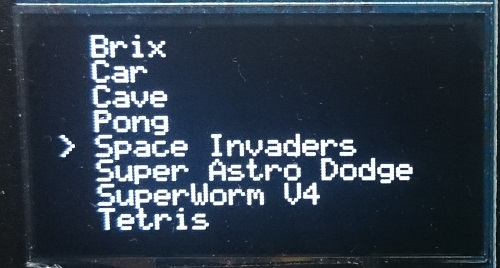 Brix
Car
Cave
Pong
> Space Invaders
Super Astro Dodge
SuperWorm V4
Tetris